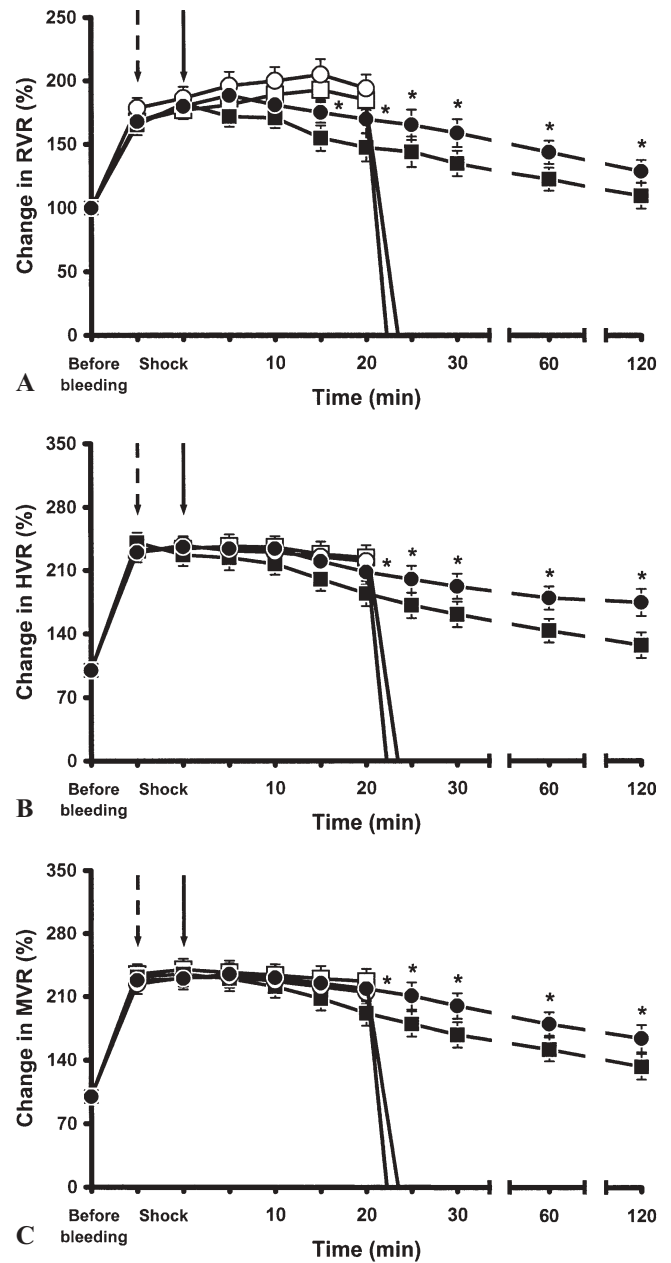 Change in RVR (%)
250
200
150
100
50
0
* * * * * *
Before bleeding
Shock
10
20
30
60
120
Time (min)
A
Change in HVR (%)
350
280
210
140
70
0
* * * * *
Before bleeding
Shock
10
20
30
60
120
Time (min)
B
Change in MVR (%)
350
280
210
140
70
0
* * * * *
Before bleeding
Shock
10
20
30
60
120
Time (min)
C